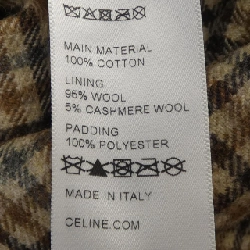 MAIN MATERIAL
100% COTTON
LINING
95% WOOL
5% CASHMERE WOOL
PADDING
100% POLYESTER
MADE IN ITALY
CELINE.COM